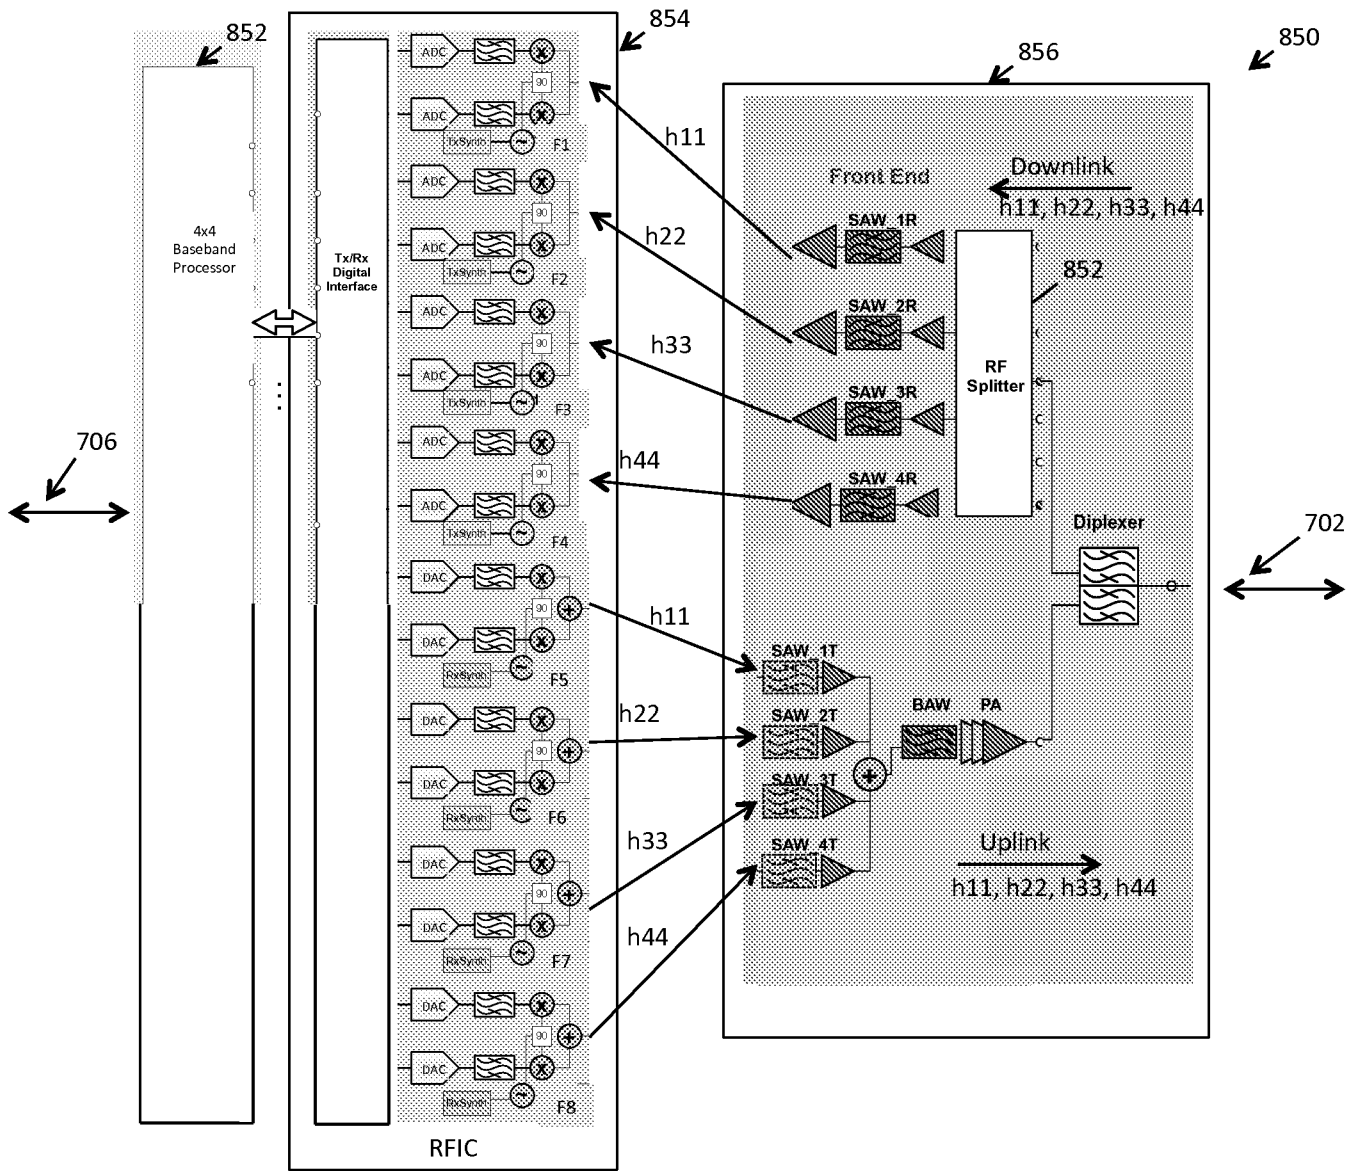 852
854
850
856
4x4
Baseband
Processor
706
Tx/Rx
Digital
Interface
ADC
90
ADC
TxSynth
F1
ADC
90
ADC
TxSynth
F2
ADC
90
ADC
TxSynth
F3
ADC
90
ADC
TxSynth
F4
DAC
90
DAC
RxSynth
F5
DAC
90
DAC
RxSynth
F6
DAC
90
DAC
RxSynth
F7
DAC
90
DAC
RxSynth
F8
RFIC
h11
h22
h33
h44
h11
h22
h33
h44
Front End
Downlink
h11, h22, h33, h44
SAW_1R
SAW_2R
SAW_3R
SAW_4R
852
RF
Splitter
Diplexer
702
SAW_1T
SAW_2T
SAW_3T
SAW_4T
BAW
PA
Uplink
h11, h22, h33, h44